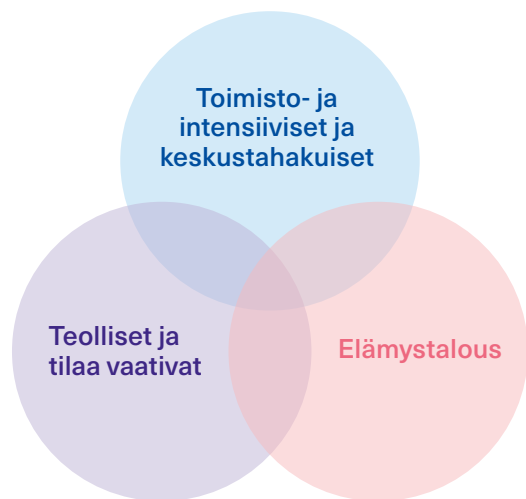 Toimisto- ja
intensiiviset ja
keskustahakuiset
Teolliset ja
tilaa vaativat
Elämystalous